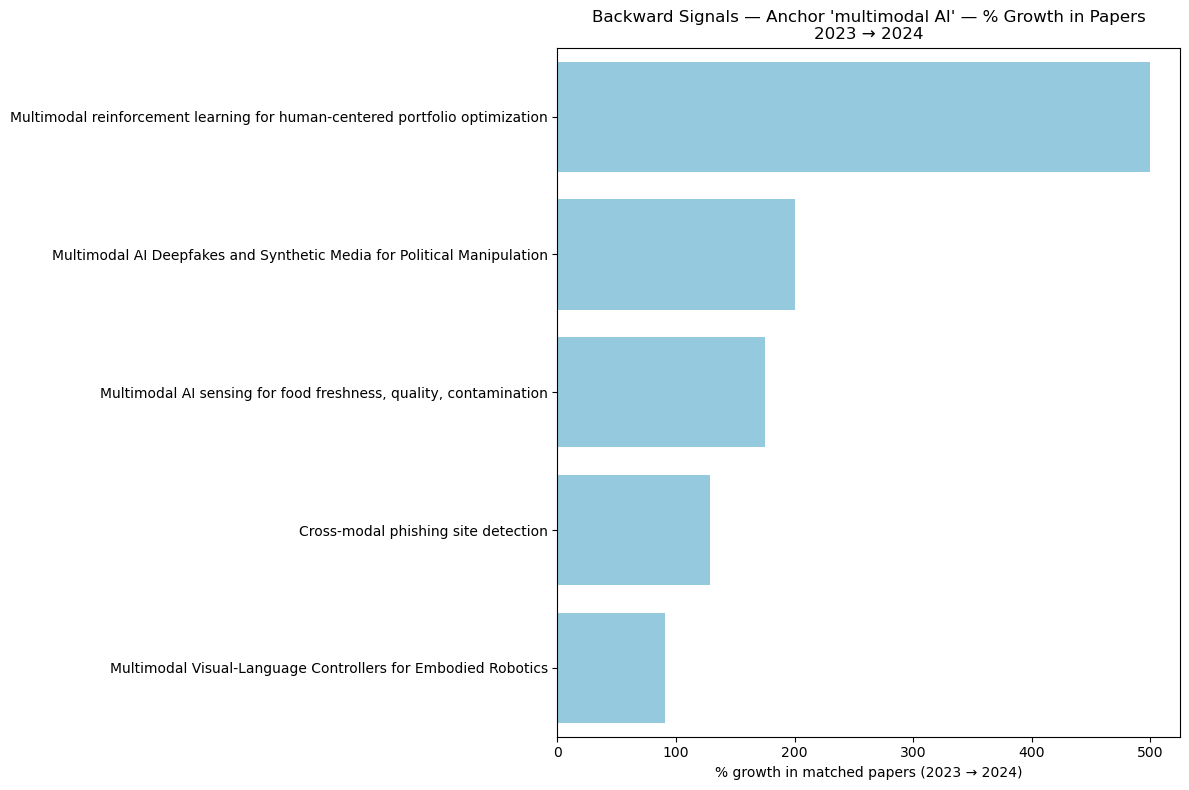 Backward Signals — Anchor 'multimodal AI' — % Growth in Papers
2023 → 2024
Multimodal reinforcement learning for human-centered portfolio optimization
Multimodal AI Deepfakes and Synthetic Media for Political Manipulation
Multimodal AI sensing for food freshness, quality, contamination
Cross-modal phishing site detection
Multimodal Visual-Language Controllers for Embodied Robotics
0 100 200 300 400 500
% growth in matched papers (2023 → 2024)